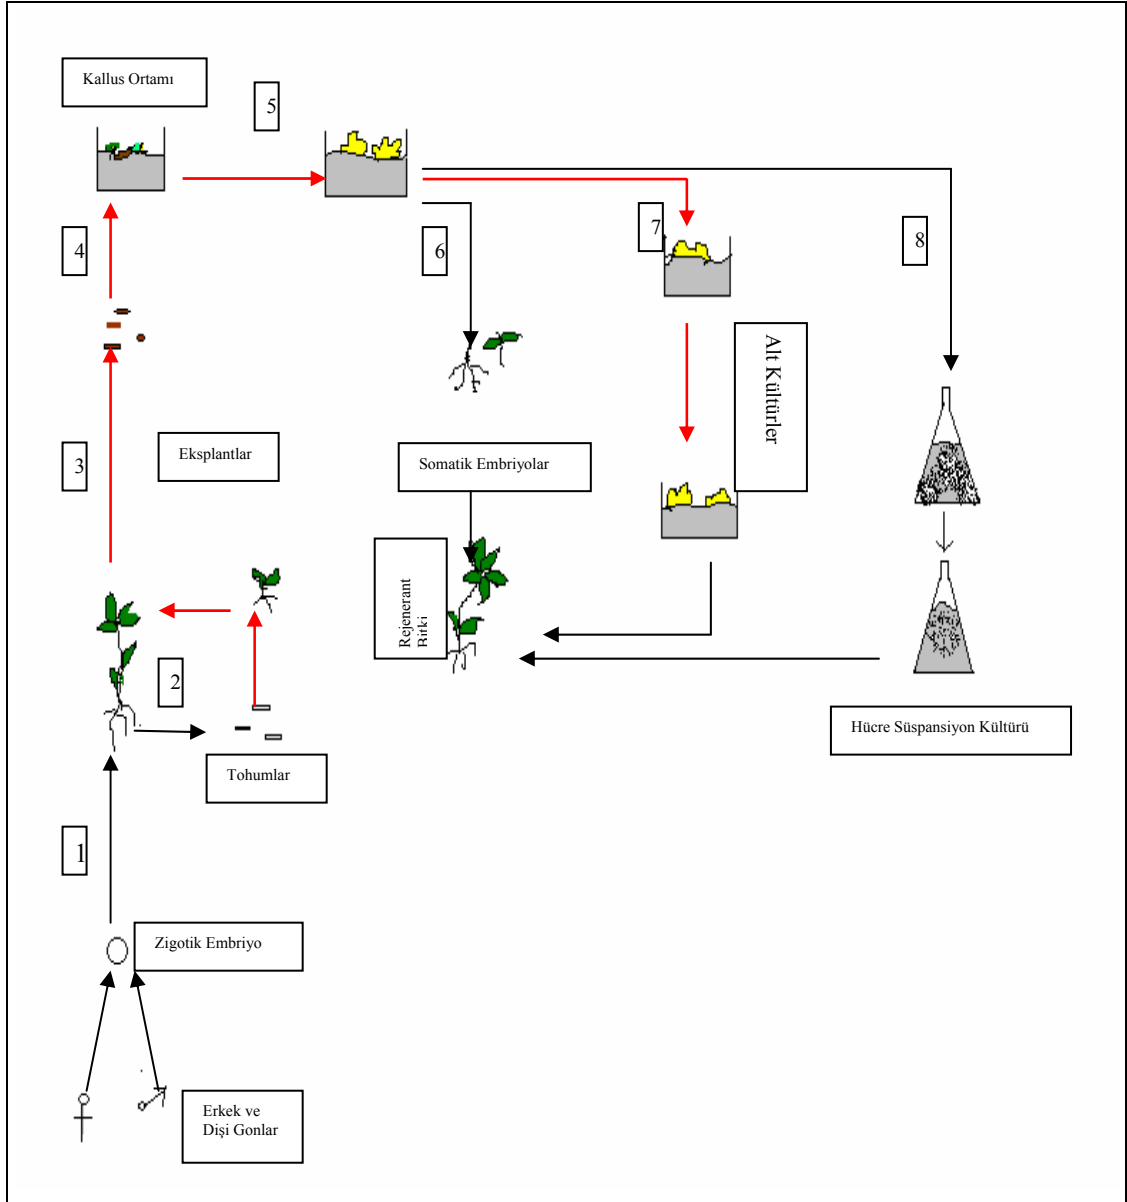 Kallus Ortamı
5
4
6
7
8
Alt Kültürler
3
Eksplantlar
Somatik Embriyolar
Rejenerant
Bitki
2
Tohumlar
Hücre Süspansiyon Kültürü
1
Zigotik Embriyo
Erkek ve
Dişi Gonlar